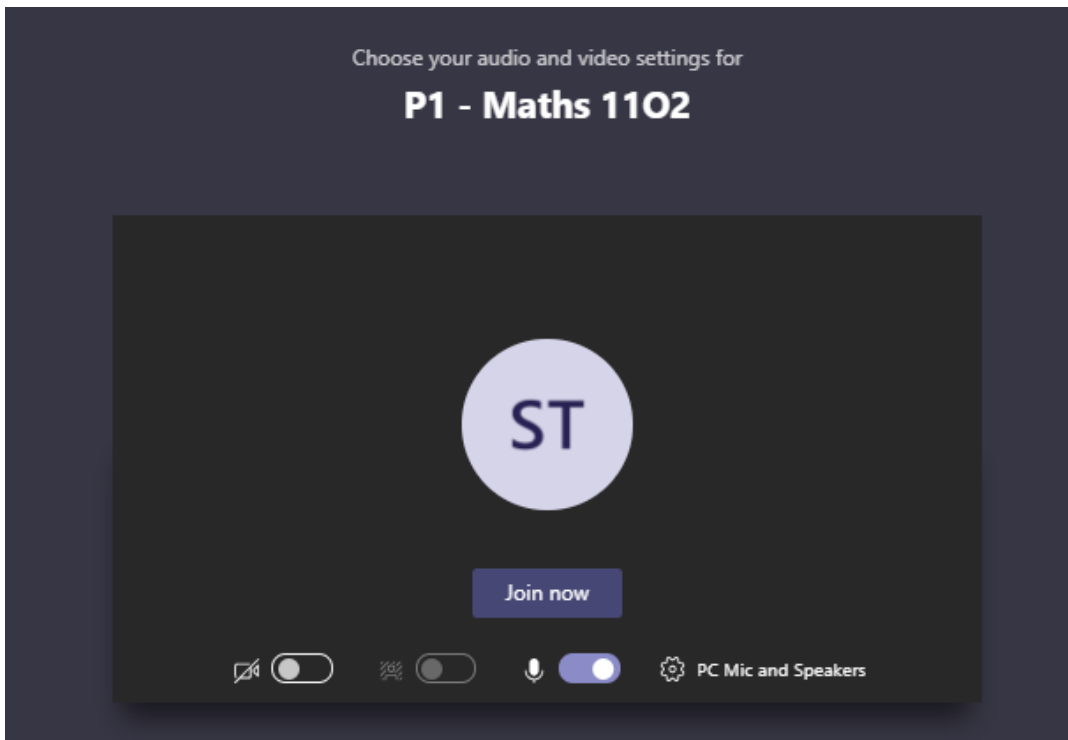 Choose your audio and video settings for
P1 - Maths 11O2
ST
Join now
PC Mic and Speakers